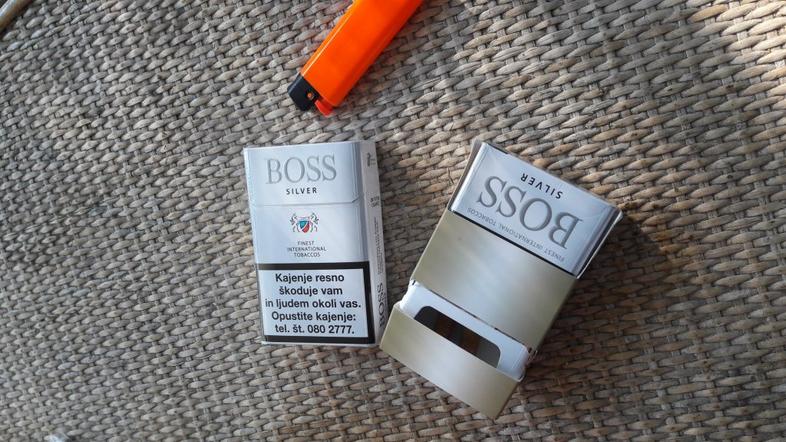 BOSS
SILVER
FINEST
INTERNATIONAL
TOBACCOS
Kajenje resno
škoduje vam
in ljudem okoli vas.
Opustite kajenje:
tel. št. 080 2777.
BOSS
BOSS
SILVER
FINEST INTERNATIONAL TOBACCOS